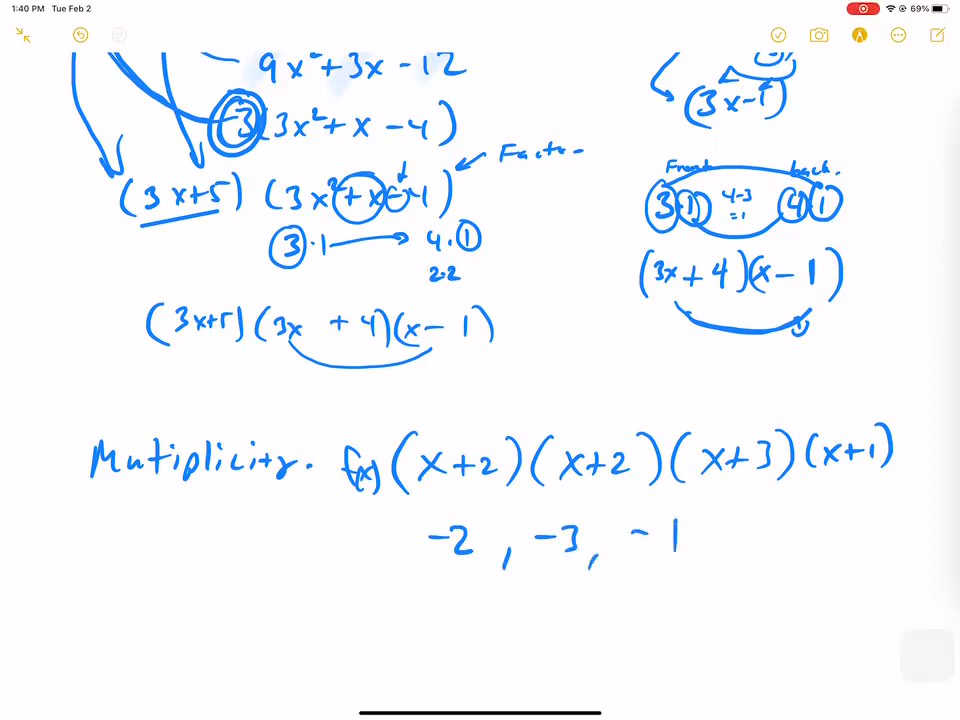 1:40 PM Tue Feb 2
69%
9x²+3x-12
3(3x²+x-4)
(3x-1)
(3x+5)(3x²+x-4)
3·1 4·1
2·2
Front back.
3 1 4-3 4 1
=1
(3x+4)(x-1)
(3x+5)(3x +4)(x-1)
f(x)(x+2)(x+2)(x+3)(x+1)
-2, -3, -1